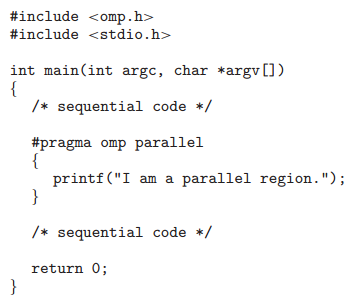 #include <omp.h>
#include <stdio.h>

int main(int argc, char *argv[])
{
  /* sequential code */

  #pragma omp parallel
  {
    printf("I am a parallel region.");
  }

  /* sequential code */

  return 0;
}